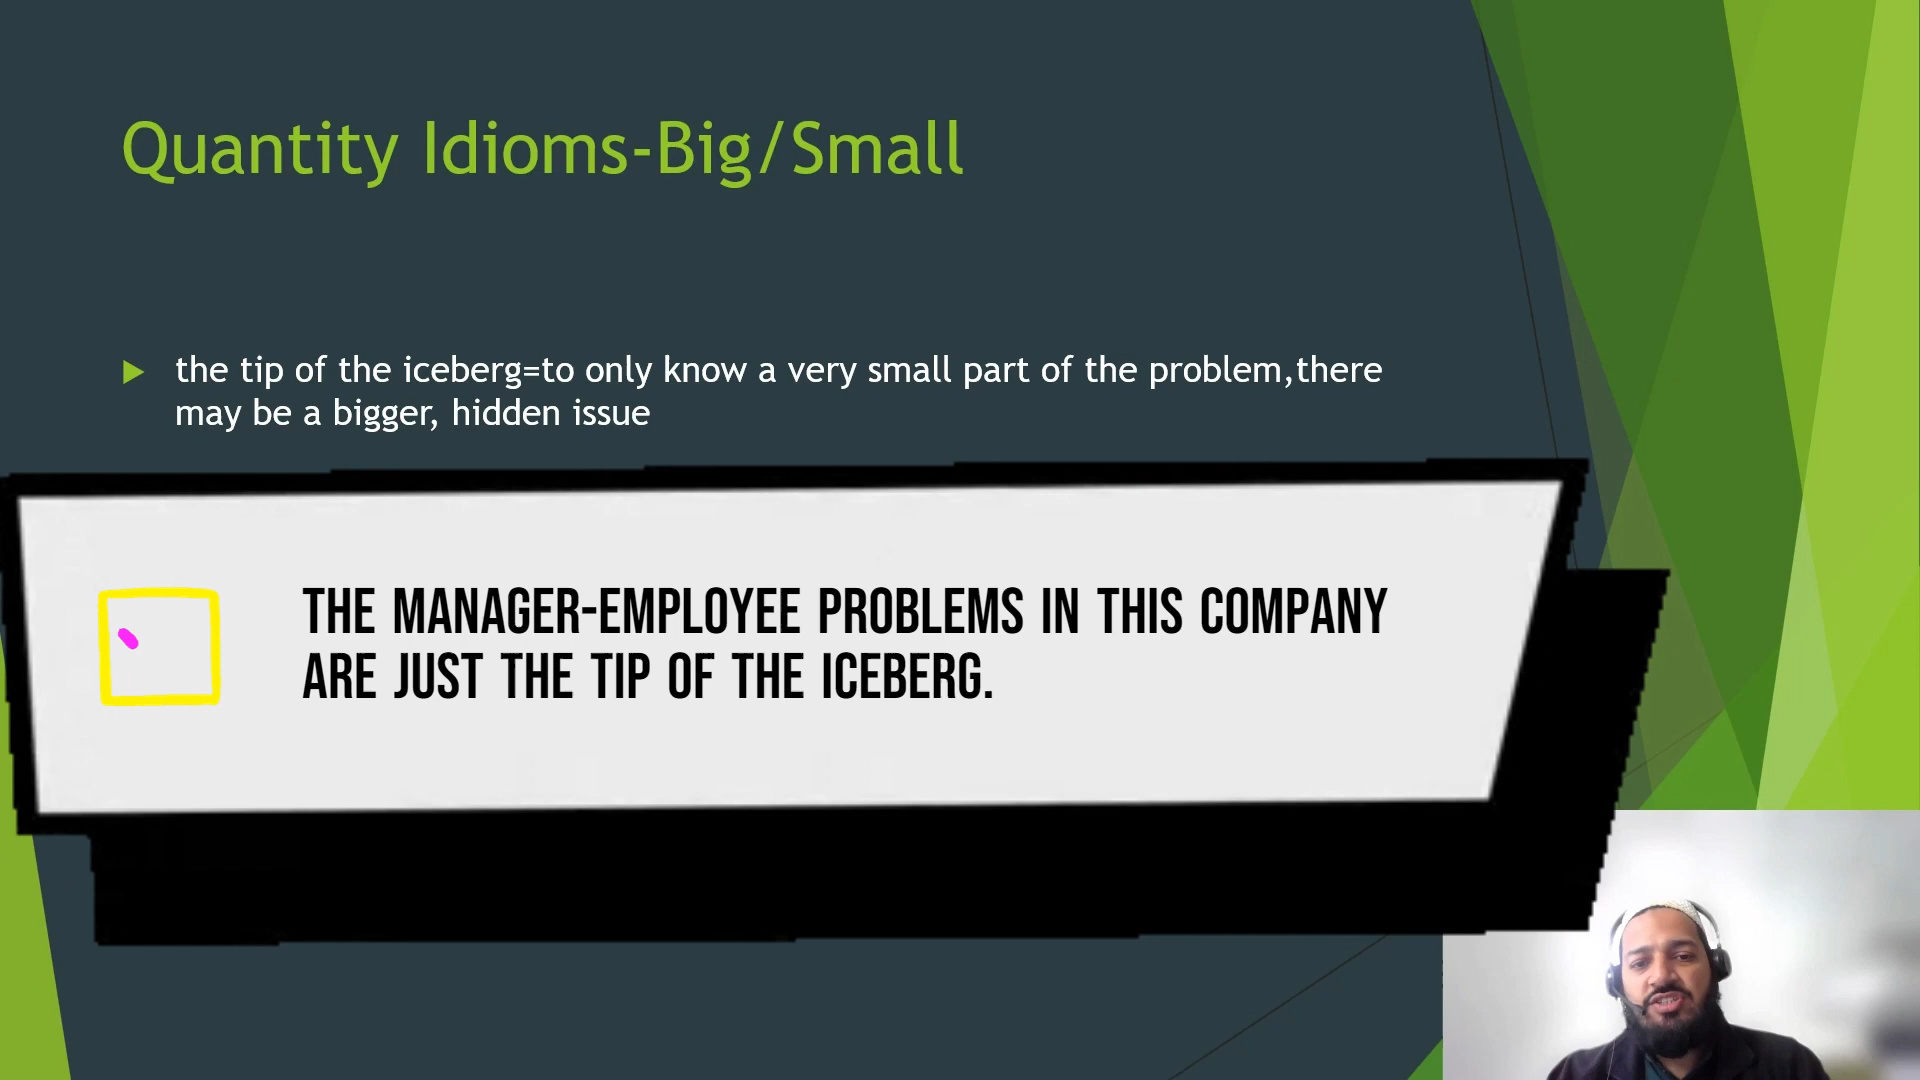 Quantity Idioms-Big/Small
the tip of the iceberg=to only know a very small part of the problem,there
may be a bigger, hidden issue
THE MANAGER-EMPLOYEE PROBLEMS IN THIS COMPANY
ARE JUST THE TIP OF THE ICEBERG.